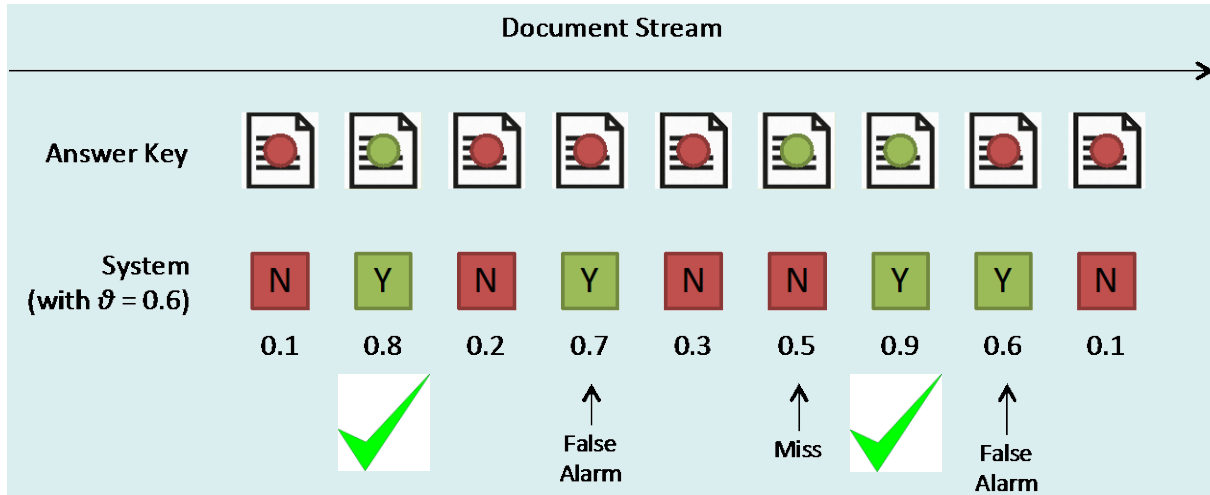 Document Stream
Answer Key
System
(with ϑ = 0.6)
N Y N Y N N Y Y N
0.1 0.8 0.2 0.7 0.3 0.5 0.9 0.6 0.1
False
Alarm
Miss
False
Alarm